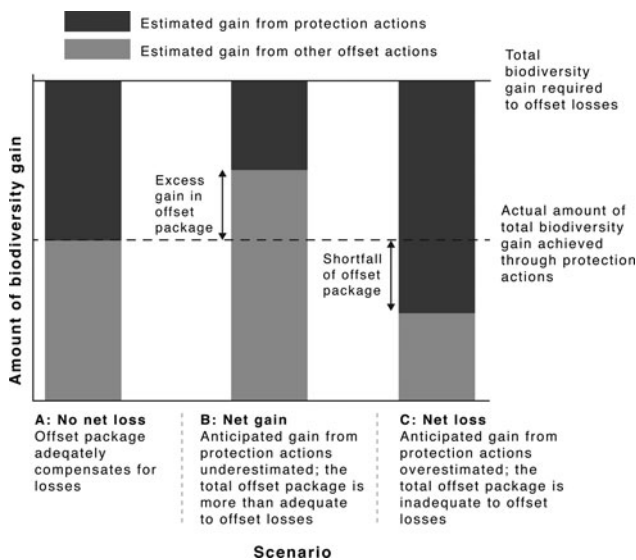 Estimated gain from protection actions
Estimated gain from other offset actions
Total
biodiversity
gain required
to offset losses
Amount of biodiversity gain
Excess
gain in
offset
package
Actual amount of
total biodiversity
gain achieved
through protection
actions
Shortfall
of offset
package
A: No net loss
Offset package
adeqately
compensates for
losses
B: Net gain
Anticipated gain from
protection actions
underestimated; the
total offset package is
more than adequate
to offset losses
C: Net loss
Anticipated gain from
protection actions
overestimated; the
total offset package is
inadequate to offset
losses
Scenario